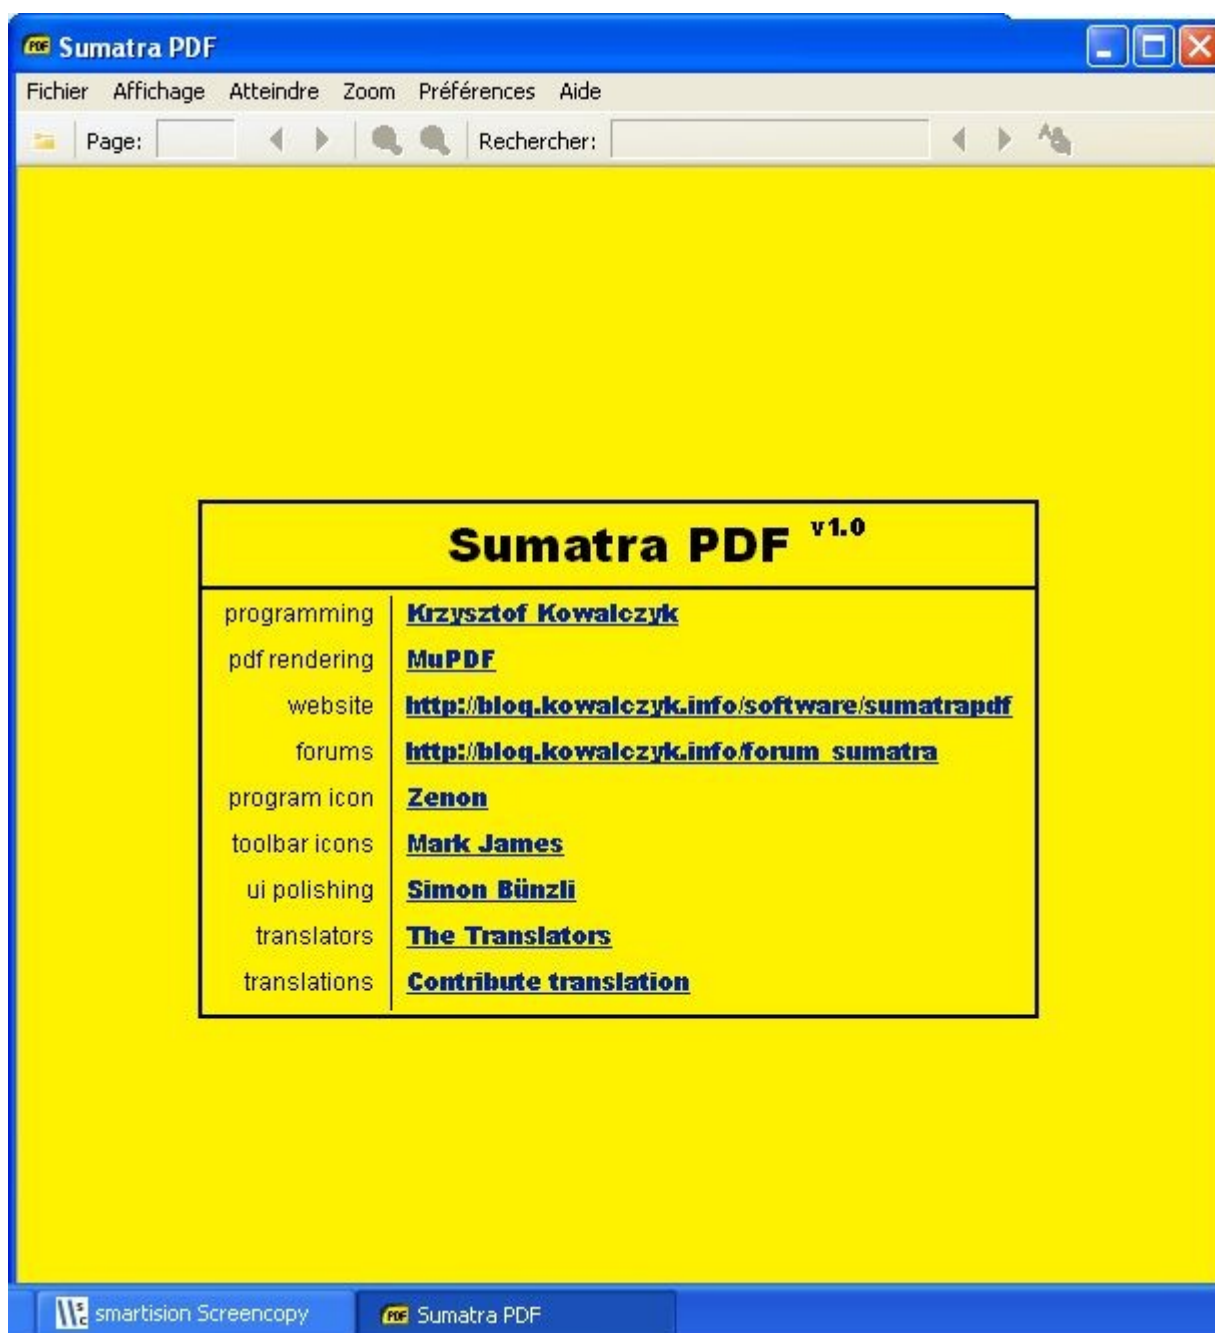 Sumatra PDF
Fichier Affichage Atteindre Zoom Préférences Aide
Page: Rechercher:
Sumatra PDF v1.0
programming Krzysztof Kowalczyk
pdf rendering MuPDF
website http://blog.kowalczyk.info/software/sumatrapdf
forums http://blog.kowalczyk.info/forum_sumatra
program icon Zenon
toolbar icons Mark James
ui polishing Simon Bünzli
translators The Translators
translations Contribute translation
smartision Screencopy Sumatra PDF